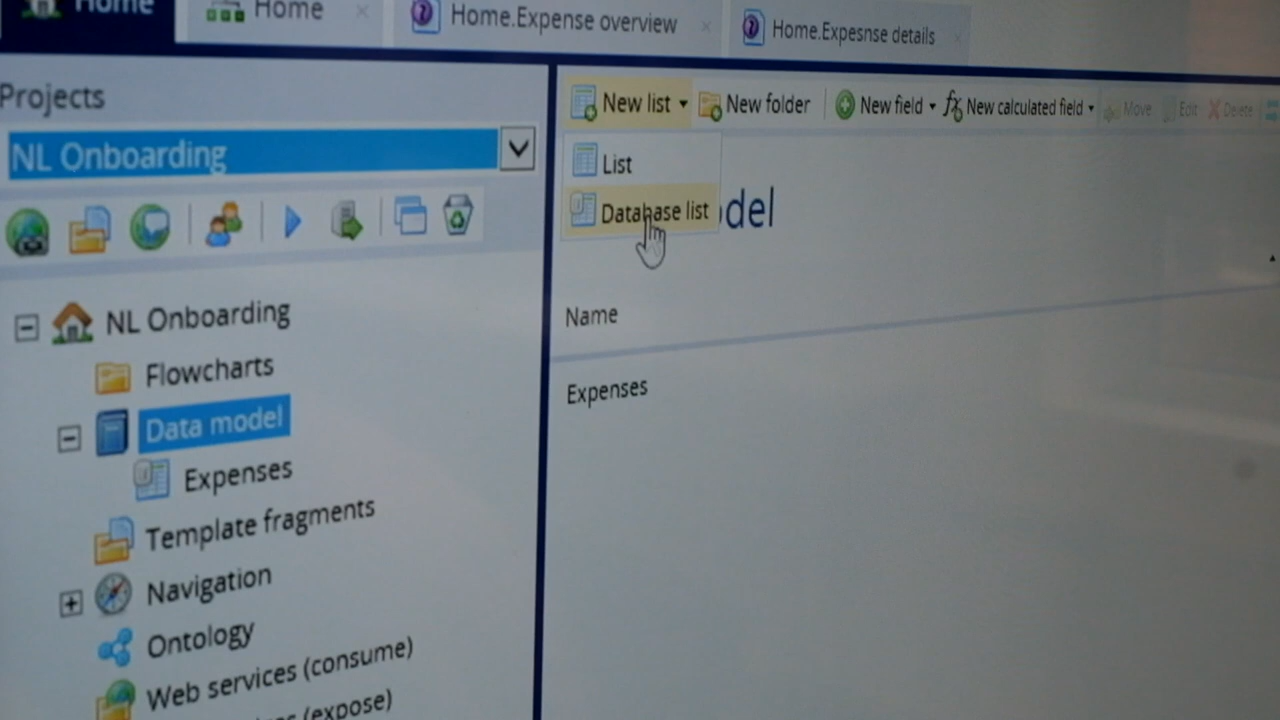 Home
Home
Home.Expense overview
Home.Expesnse details
Projects
NL Onboarding
NL Onboarding
Flowcharts
Data model
Expenses
Template fragments
Navigation
Ontology
Web services (consume)
(expose)
New list
New folder
New field
New calculated field
Move
Edit
Delete
List
Database list
odel
Name
Expenses